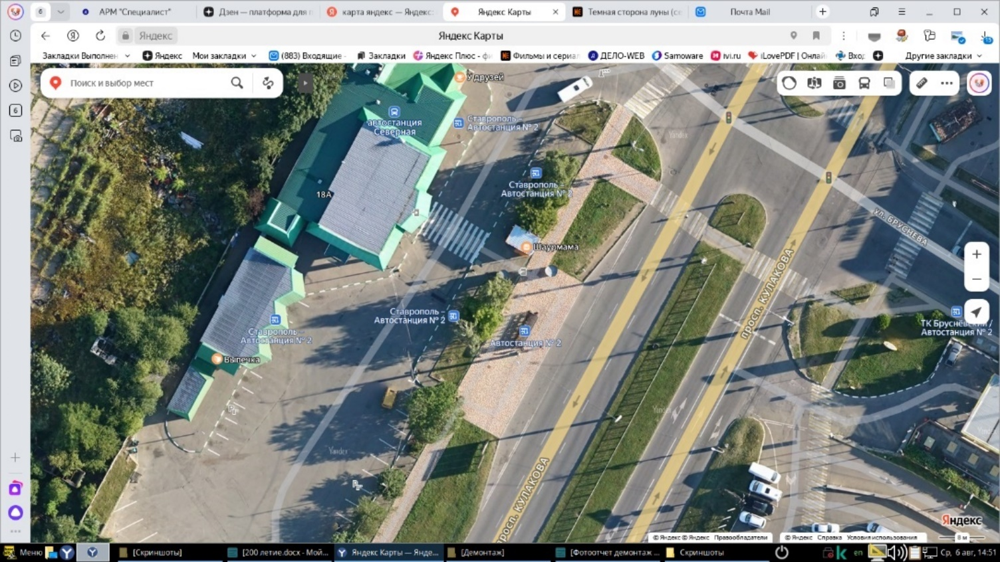 6
АРМ "Специалист"
Дзен — платформа для п
карта яндекс — Яндекс:
Яндекс Карты
Темная сторона луны (се
Почта Mail
Яндекс
Яндекс Карты
Закладки Выполнен
Яндекс
Мои закладки
(883) Входящие -
Закладки
Яндекс Плюс - фи
Фильмы и сериал
ДЕЛО-WEB
Samoware
ivi.ru
iLovePDf | Онлай
Вход
Другие закладки
15
6
Поиск и выбор мест
У друзей
автостанция
Северная
Ставрополь –
Автостанция № 2
Yandex
18А
Ставрополь –
Автостанция № 2
ул. БРУСНЕВА
Шаурмама
просп. КУЛАКОВА
Ставрополь –
Автостанция № 2
Ставрополь –
Автостанция № 2
Автостанция № 2
ТК Брусневский /
Автостанция № 2
Выпечка
Yandex
Yandex
просп. КУЛАКОВА
Яндекс
© Яндекс © Яндекс Правообладатели
© Яндекс Справка Условия использования
8 м
Меню
[Скриншоты]
[200 летие.docx - Мой...
Яндекс Карты — Янде...
[Демонтаж]
[Фотоотчет демонтаж ...
Скриншоты
en
Ср, 6 авг, 14:51